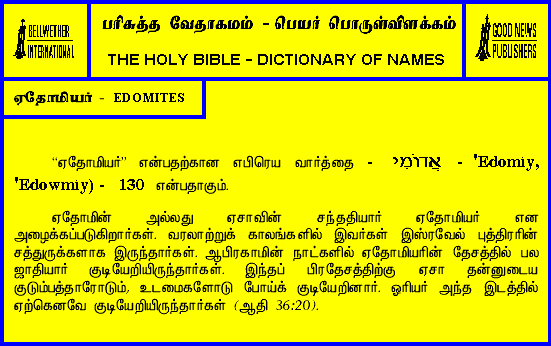 BELLWETHER
INTERNATIONAL
பரிசுத்த வேதாகமம் - பெயர் பொருள்விளக்கம்
THE HOLY BIBLE - DICTIONARY OF NAMES
GOOD NEWS
PUBLISHERS
ஏதோமியர் - EDOMITES
“ஏதோமியர்” என்பதற்கான எபிரெய வார்த்தை - אֱדוֹמִי - 'Edomiy,
'Edowmiy) - 130 என்பதாகும்.
ஏதோமின் அல்லது ஏசாவின் சந்ததியார் ஏதோமியர் என
அழைக்கப்படுகிறார்கள். வரலாற்றுக் காலங்களில் இவர்கள் இஸ்ரவேல் புத்திரரின்
சத்துருக்களாக இருந்தார்கள். ஆபிரகாமின் நாட்களில் ஏதோமியரின் தேசத்தில் பல
ஜாதியார் குடியேறியிருந்தார்கள். இந்தப் பிரதேசத்திற்கு ஏசா தன்னுடைய
குடும்பத்தாரோடும், உடமைகளோடு போய்க் குடியேறினார். ஓரியர் அந்த இடத்தில்
ஏற்கெனவே குடியேறியிருந்தார்கள் (ஆதி 36:20).